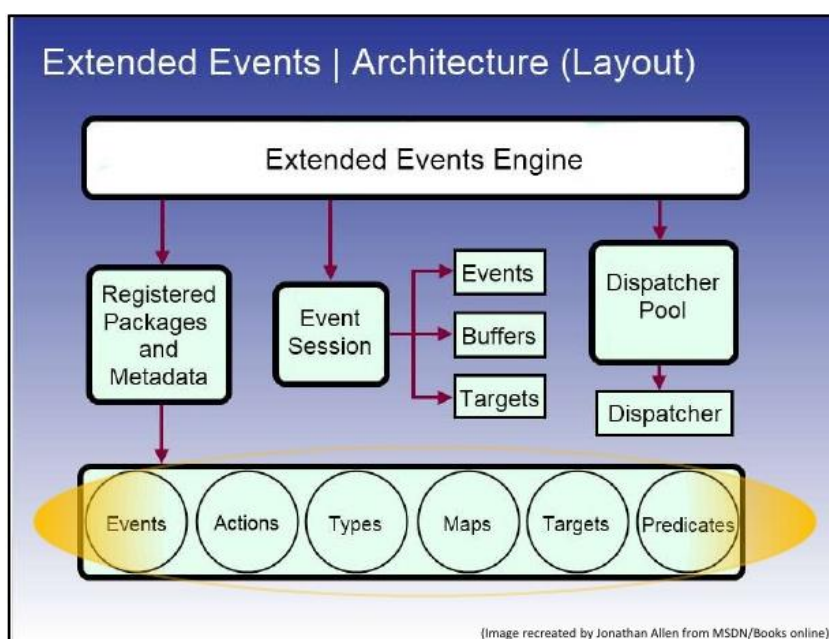 Extended Events | Architecture (Layout)
Extended Events Engine
Registered
Packages
and
Metadata
Event
Session
Events
Buffers
Targets
Dispatcher
Pool
Dispatcher
Events
Actions
Types
Maps
Targets
Predicates
(Image recreated by Jonathan Allen from MSDN/Books online)